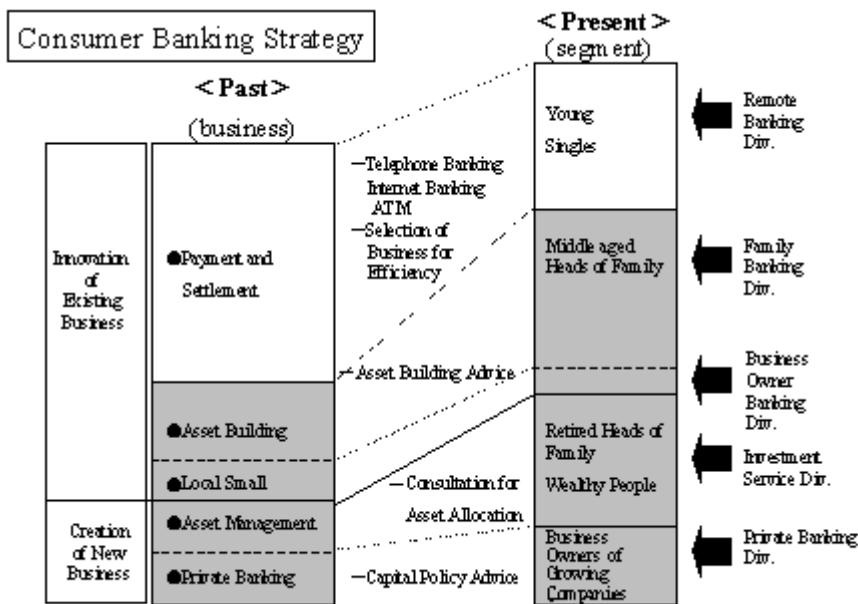 Consumer Banking Strategy
< Past >
(business)
< Present >
(segment)
Innovation
of
Existing
Business
Creation
of New
Business
●Payment and
Settlement
●Asset Building
●Local Small
●Asset Management
●Private Banking
—Telephone Banking
Internet Banking
ATM
—Selection of
Business for
Efficiency
—Asset Building Advice
—Consultation for
Asset Allocation
—Capital Policy Advice
Young
Singles
Middle aged
Heads of Family
Retired Heads of
Family
Wealthy People
Business
Owners of
Growing
Companies
Remote
Banking
Div.
Family
Banking
Div.
Business
Owner
Banking
Div.
Investment
Service Div.
Private Banking
Div.